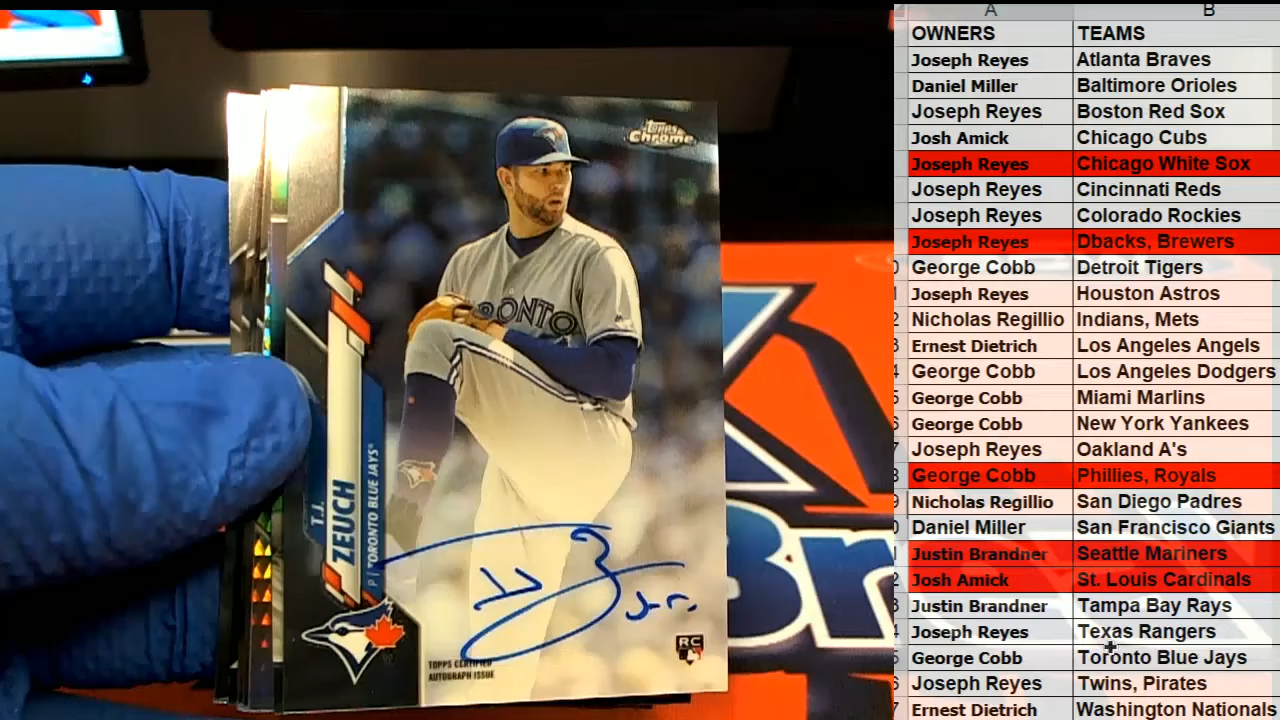 Topps
Chrome
T.J.
ZEUCH
P | TORONTO BLUE JAYS
TORONTO
TOPPS CERTIFIED
AUTOGRAPH ISSUE
RC
A B
OWNERS TEAMS
Joseph Reyes Atlanta Braves
Daniel Miller Baltimore Orioles
Joseph Reyes Boston Red Sox
Josh Amick Chicago Cubs
Joseph Reyes Chicago White Sox
Joseph Reyes Cincinnati Reds
Joseph Reyes Colorado Rockies
Joseph Reyes Dbacks, Brewers
George Cobb Detroit Tigers
Joseph Reyes Houston Astros
Nicholas Regillio Indians, Mets
Ernest Dietrich Los Angeles Angels
George Cobb Los Angeles Dodgers
George Cobb Miami Marlins
George Cobb New York Yankees
Joseph Reyes Oakland A's
George Cobb Phillies, Royals
Nicholas Regillio San Diego Padres
Daniel Miller San Francisco Giants
Justin Brandner Seattle Mariners
Josh Amick St. Louis Cardinals
Justin Brandner Tampa Bay Rays
Joseph Reyes Texas Rangers
George Cobb Toronto Blue Jays
Joseph Reyes Twins, Pirates
Ernest Dietrich Washington Nationals